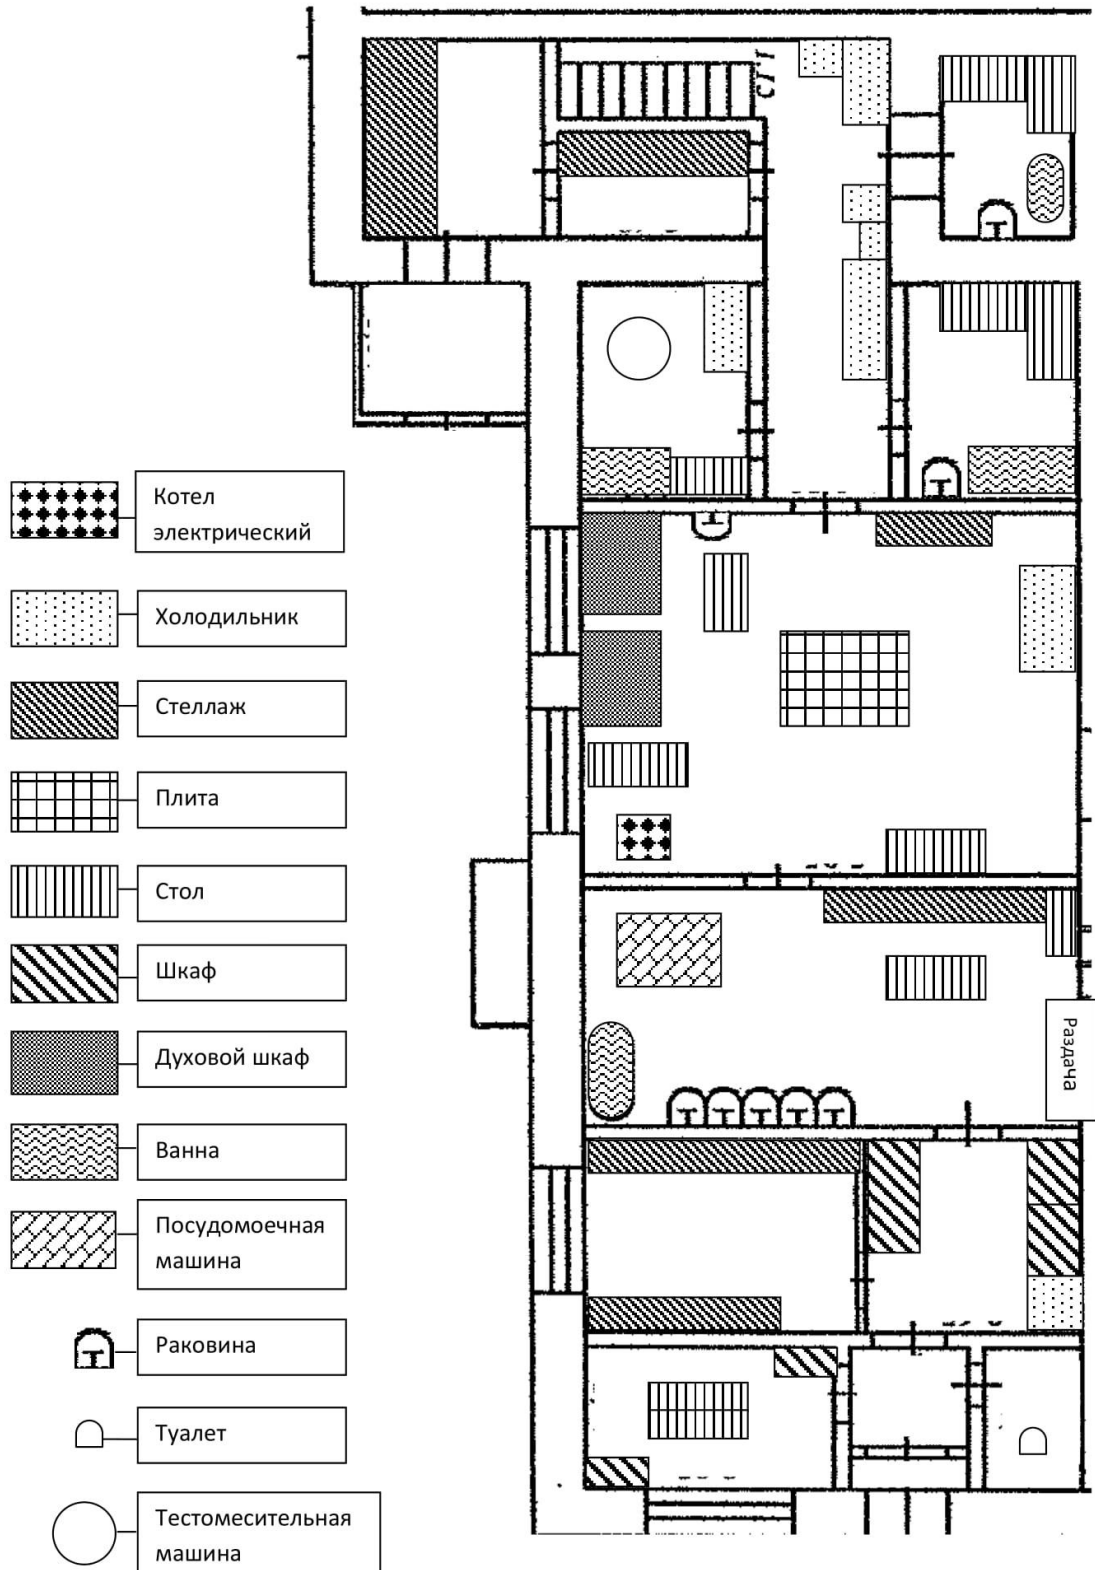 Котел
электрический
Холодильник
Стеллаж
Плита
Стол
Шкаф
Духовой шкаф
Ванна
Посудомоечная
машина
Раковина
Туалет
Тестомесительная
машина
Раздача